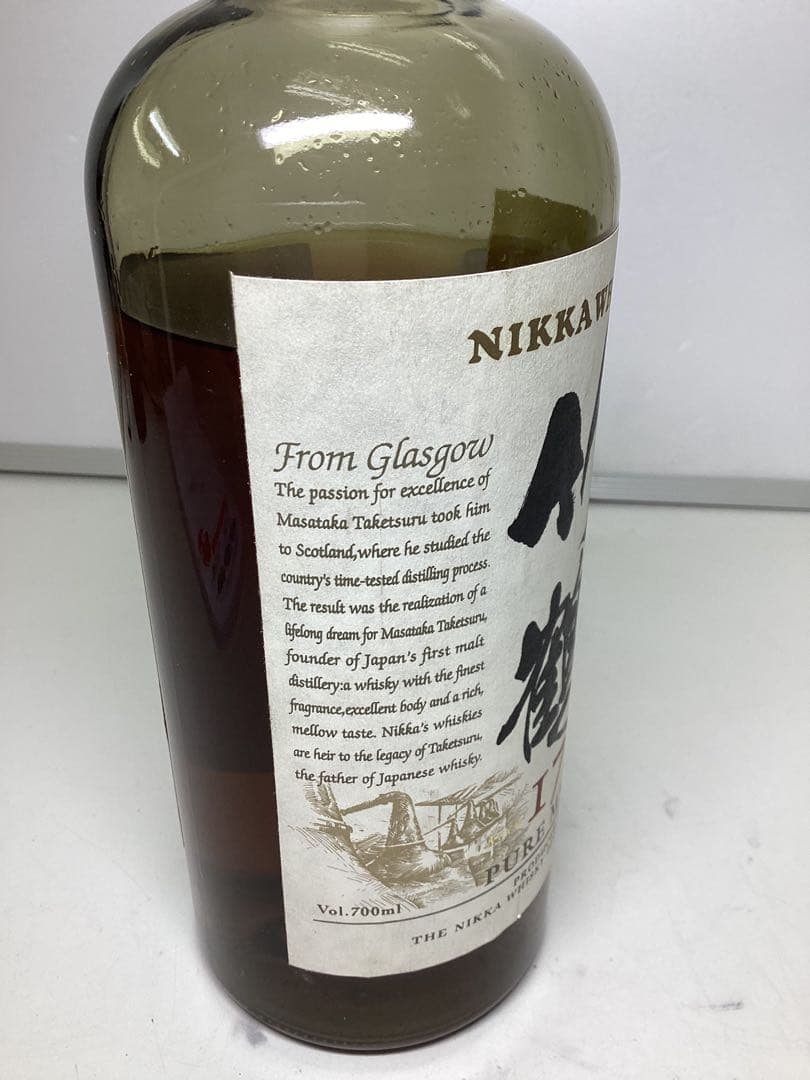 NIKKA
From Glasgow
The passion for excellence of
Masataka Taketsuru took him
to Scotland,where he studied the
country's time-tested distilling process.
The result was the realization of a
lifelong dream for Masataka Taketsuru,
founder of Japan's first malt
distillery:a whisky with the finest
fragrance,excellent body and a rich,
mellow taste. Nikka's whiskies
are heir to the legacy of Taketsuru,
the father of Japanese whisky.
鶴
17
PURE
Vol.700ml
THE NIKKA WHISKY